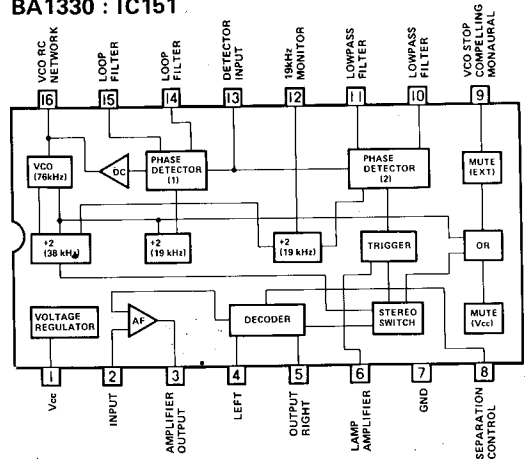 BA1330 : IC151
VCO RC
NETWORK
LOOP
FILTER
LOOP
FILTER
DETECTOR
INPUT
19kHz
MONITOR
LOWPASS
FILTER
LOWPASS
FILTER
VCO STOP
COMPELLING
MONAURAL
16
15
14
13
12
11
10
9
VCO
(76kHz)
DC
PHASE
DETECTOR
(1)
PHASE
DETECTOR
(2)
MUTE
(EXT)
+2
(38 kHz)
+2
(19 kHz)
+2
(19 kHz)
TRIGGER
OR
VOLTAGE
REGULATOR
AF
DECODER
STEREO
SWITCH
MUTE
(Vcc)
1
2
3
4
5
6
7
8
Vcc
INPUT
AMPLIFIER
OUTPUT
LEFT
OUTPUT
RIGHT
LAMP
AMPLIFIER
GND
SEPARATION
CONTROL